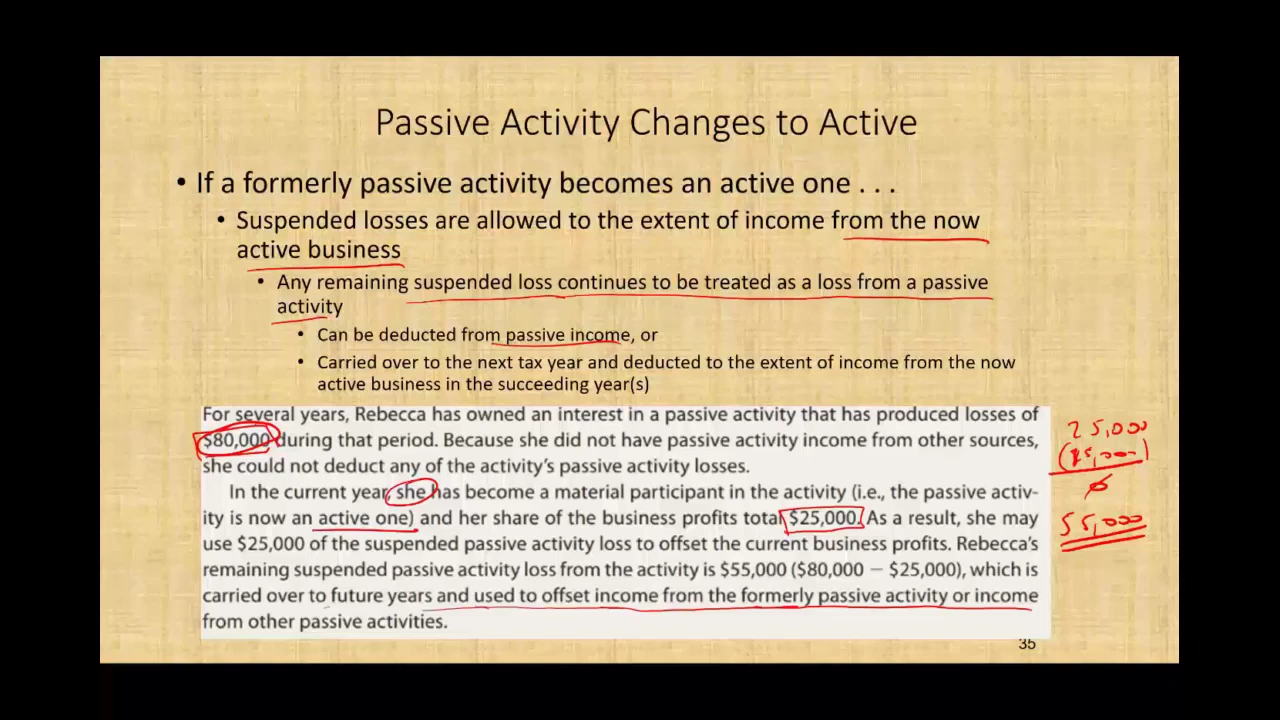 Passive Activity Changes to Active
• If a formerly passive activity becomes an active one . . .
• Suspended losses are allowed to the extent of income from the now
active business
• Any remaining suspended loss continues to be treated as a loss from a passive
activity
• Can be deducted from passive income, or
• Carried over to the next tax year and deducted to the extent of income from the now
active business in the succeeding year(s)
For several years, Rebecca has owned an interest in a passive activity that has produced losses of
$80,000 during that period. Because she did not have passive activity income from other sources,
she could not deduct any of the activity's passive activity losses.
In the current year, she has become a material participant in the activity (i.e., the passive activ-
ity is now an active one) and her share of the business profits total $25,000. As a result, she may
use $25,000 of the suspended passive activity loss to offset the current business profits. Rebecca's
remaining suspended passive activity loss from the activity is $55,000 ($80,000 − $25,000), which is
carried over to future years and used to offset income from the formerly passive activity or income
from other passive activities.
25,000
(25,000)
0
55,000
35